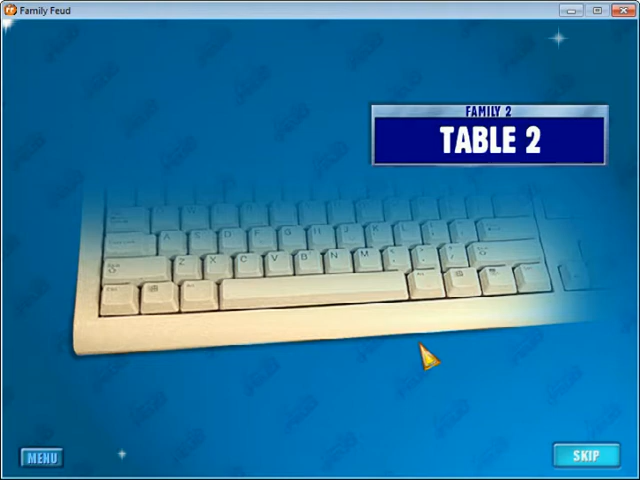 Family Feud
FAMILY 2
TABLE 2
A S D F G H J K L
Z X C V B N M
MENU
SKIP